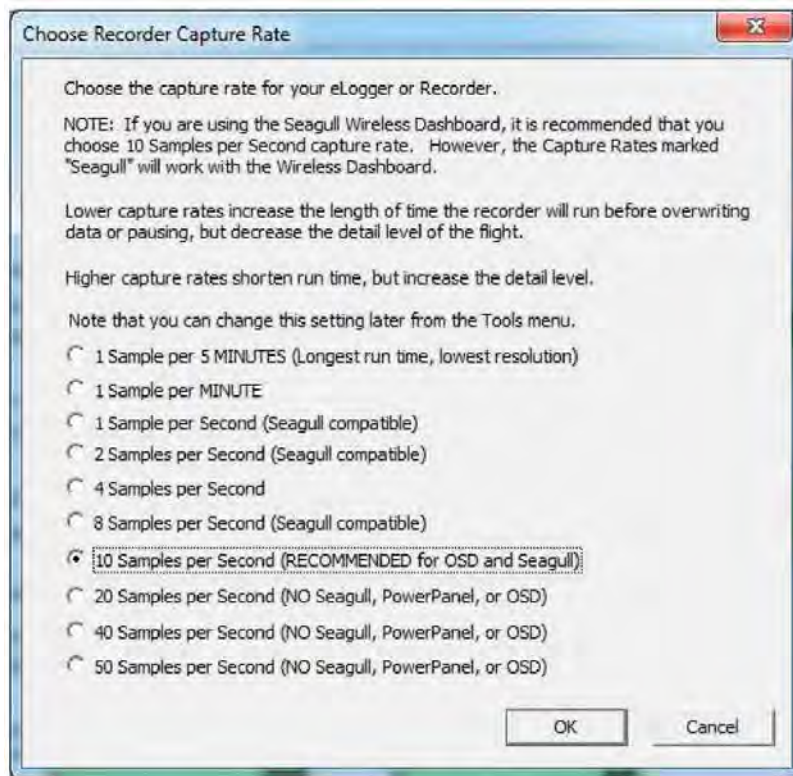 Choose Recorder Capture Rate
Choose the capture rate for your eLogger or Recorder.
NOTE: If you are using the Seagull Wireless Dashboard, it is recommended that you
choose 10 Samples per Second capture rate. However, the Capture Rates marked
"Seagull" will work with the Wireless Dashboard.
Lower capture rates increase the length of time the recorder will run before overwriting
data or pausing, but decrease the detail level of the flight.
Higher capture rates shorten run time, but increase the detail level.
Note that you can change this setting later from the Tools menu.
1 Sample per 5 MINUTES (Longest run time, lowest resolution)
1 Sample per MINUTE
1 Sample per Second (Seagull compatible)
2 Samples per Second (Seagull compatible)
4 Samples per Second
8 Samples per Second (Seagull compatible)
10 Samples per Second (RECOMMENDED for OSD and Seagull)
20 Samples per Second (NO Seagull, PowerPanel, or OSD)
40 Samples per Second (NO Seagull, PowerPanel, or OSD)
50 Samples per Second (NO Seagull, PowerPanel, or OSD)
OK Cancel